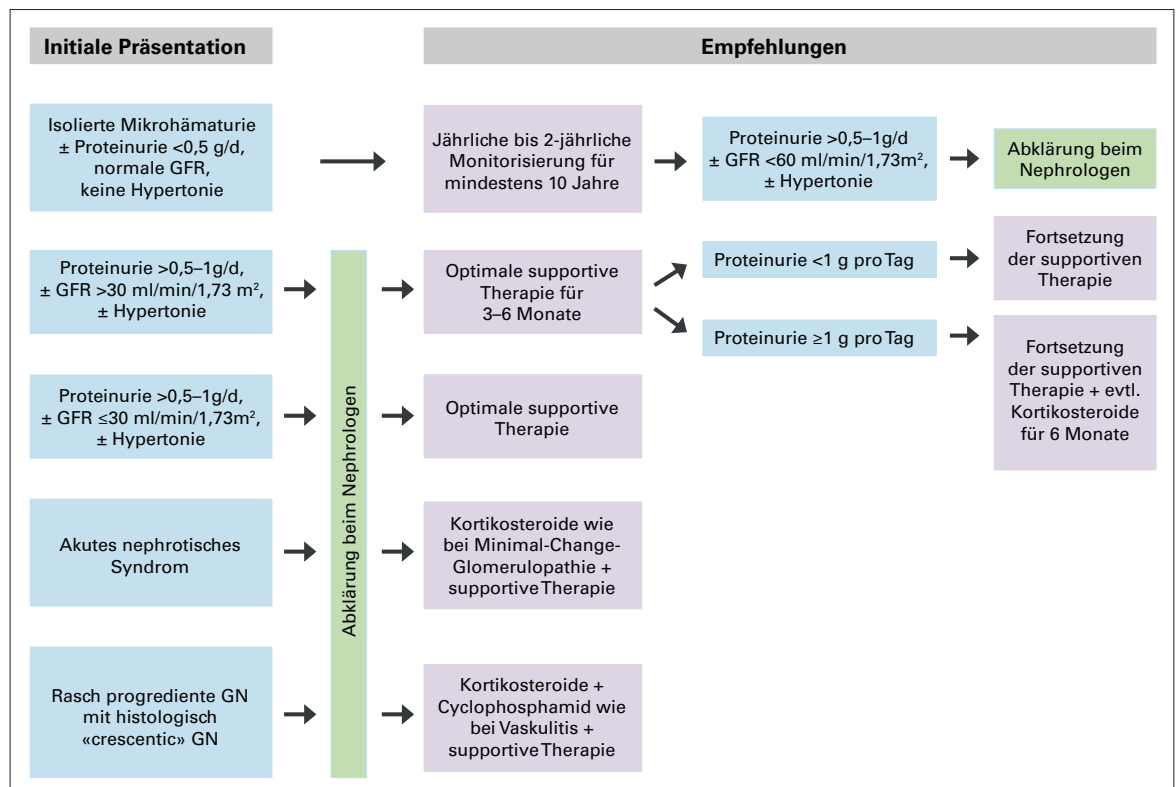 Initiale Präsentation
Empfehlungen
Isolierte Mikrohämaturie
± Proteinurie <0,5 g/d,
normale GFR,
keine Hypertonie
Jährliche bis 2-jährliche
Monitorisierung für
mindestens 10 Jahre
Proteinurie >0,5–1g/d
± GFR <60 ml/min/1,73m²,
± Hypertonie
Abklärung beim
Nephrologen
Proteinurie >0,5–1g/d,
± GFR >30 ml/min/1,73 m²,
± Hypertonie
Abklärung beim Nephrologen
Optimale supportive
Therapie für
3–6 Monate
Proteinurie <1 g pro Tag
Fortsetzung
der supportiven
Therapie
Proteinurie ≥1 g pro Tag
Fortsetzung
der supportiven
Therapie + evtl.
Kortikosteroide
für 6 Monate
Proteinurie >0,5–1g/d,
± GFR ≤30 ml/min/1,73m²,
± Hypertonie
Optimale supportive
Therapie
Akutes nephrotisches
Syndrom
Kortikosteroide wie
bei Minimal-Change-
Glomerulopathie +
supportive Therapie
Rasch progrediente GN
mit histologisch
«crescentic» GN
Kortikosteroide +
Cyclophosphamid wie
bei Vaskulitis +
supportive Therapie